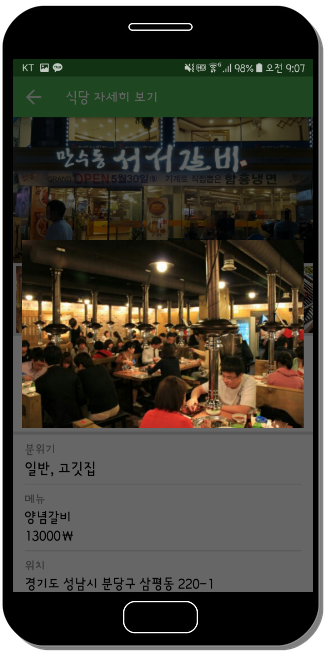 KT 98% 오전 9:07
식당 자세히 보기
만수동 서서갈비
OPEN 5월30일 함흥냉면
분위기
일반, 고깃집
메뉴
양념갈비
13000₩
위치
경기도 성남시 분당구 삼평동 220-1